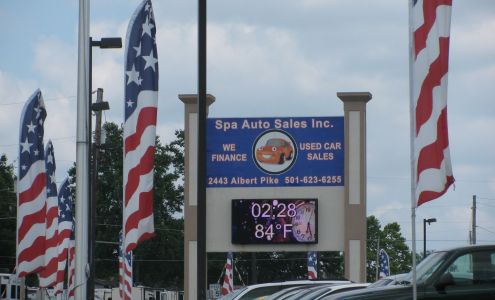 Spa Auto Sales Inc.
WE FINANCE
USED CAR SALES
2443 Albert Pike 501-623-6255
02:28
84°F